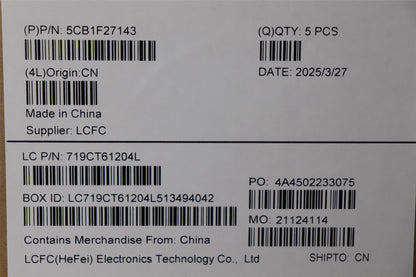 (P)P/N: 5CB1F27143
(Q)QTY: 5 PCS
(4L)Origin:CN
DATE: 2025/3/27
Made in China
Supplier: LCFC
LC P/N: 719CT61204L
PO: 4A4502233075
BOX ID: LC719CT61204L513494042
MO: 21124114
Contains Merchandise From: China
LCFC(HeFei) Electronics Technology Co., Ltd
SHIPTO: CN